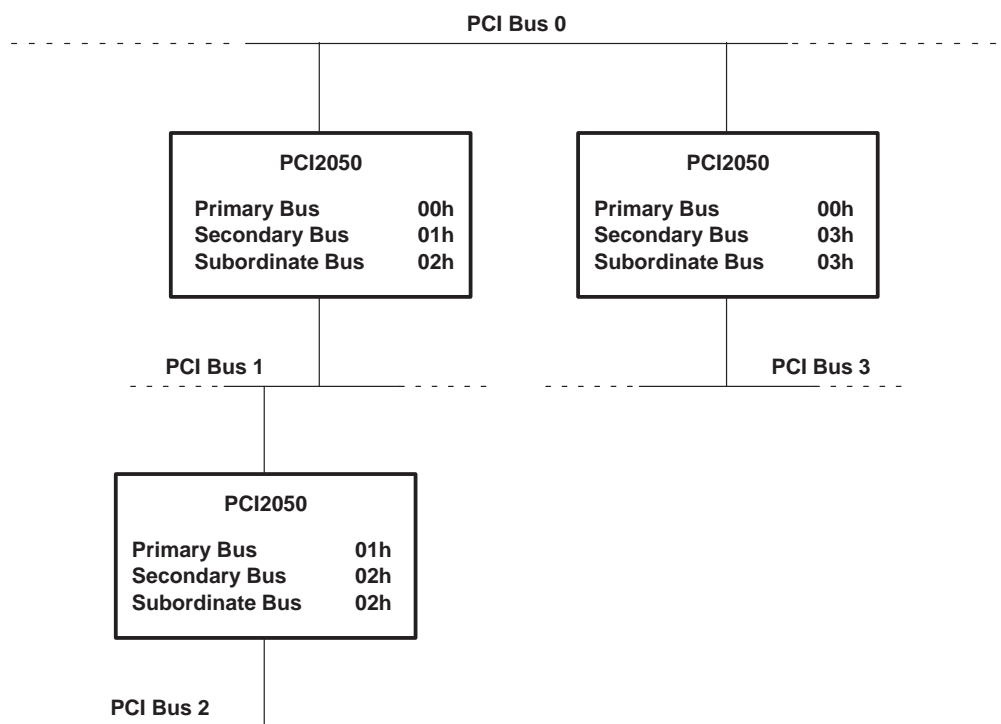 PCI Bus 0
PCI2050
Primary Bus 00h
Secondary Bus 01h
Subordinate Bus 02h
PCI2050
Primary Bus 00h
Secondary Bus 03h
Subordinate Bus 03h
PCI Bus 1
PCI Bus 3
PCI2050
Primary Bus 01h
Secondary Bus 02h
Subordinate Bus 02h
PCI Bus 2